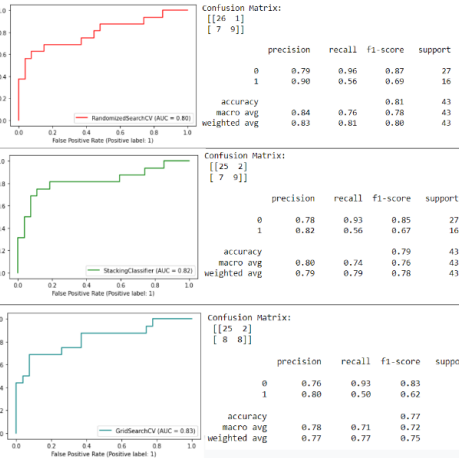 Confusion Matrix:
[[26 1]
[ 7 9]]
precision recall f1-score support
0 0.79 0.96 0.87 27
1 0.90 0.56 0.69 16
accuracy 0.81 43
macro avg 0.84 0.76 0.78 43
weighted avg 0.83 0.81 0.80 43
1.0
0.8
0.6
0.4
0.2
0.0
RandomizedSearchCV (AUC = 0.80)
0.0 0.2 0.4 0.6 0.8 1.0
False Positive Rate (Positive label: 1)
Confusion Matrix:
[[25 2]
[ 7 9]]
precision recall f1-score support
0 0.78 0.93 0.85 27
1 0.82 0.56 0.67 16
accuracy 0.79 43
macro avg 0.80 0.74 0.76 43
weighted avg 0.79 0.79 0.78 43
1.0
0.8
0.6
0.4
0.2
0.0
StackingClassifier (AUC = 0.82)
0.0 0.2 0.4 0.6 0.8 1.0
False Positive Rate (Positive label: 1)
Confusion Matrix:
[[25 2]
[ 8 8]]
precision recall f1-score suppo
0 0.76 0.93 0.83
1 0.80 0.50 0.62
accuracy 0.77
macro avg 0.78 0.71 0.72
weighted avg 0.77 0.77 0.75
1.0
0.8
0.6
0.4
0.2
0.0
GridSearchCV (AUC = 0.83)
0.0 0.2 0.4 0.6 0.8 1.0
False Positive Rate (Positive label: 1)